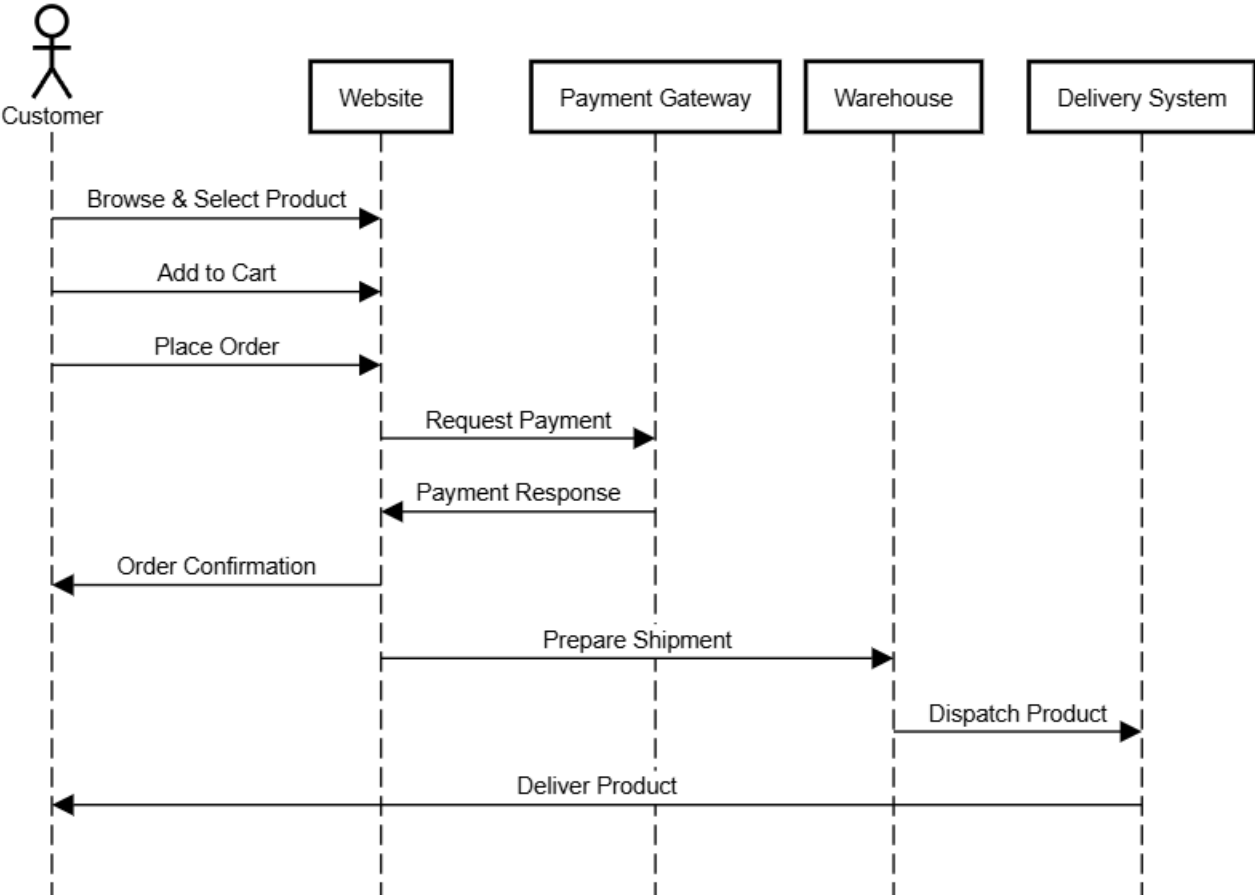 Customer
Website
Payment Gateway
Warehouse
Delivery System
Browse & Select Product
Add to Cart
Place Order
Request Payment
Payment Response
Order Confirmation
Prepare Shipment
Dispatch Product
Deliver Product